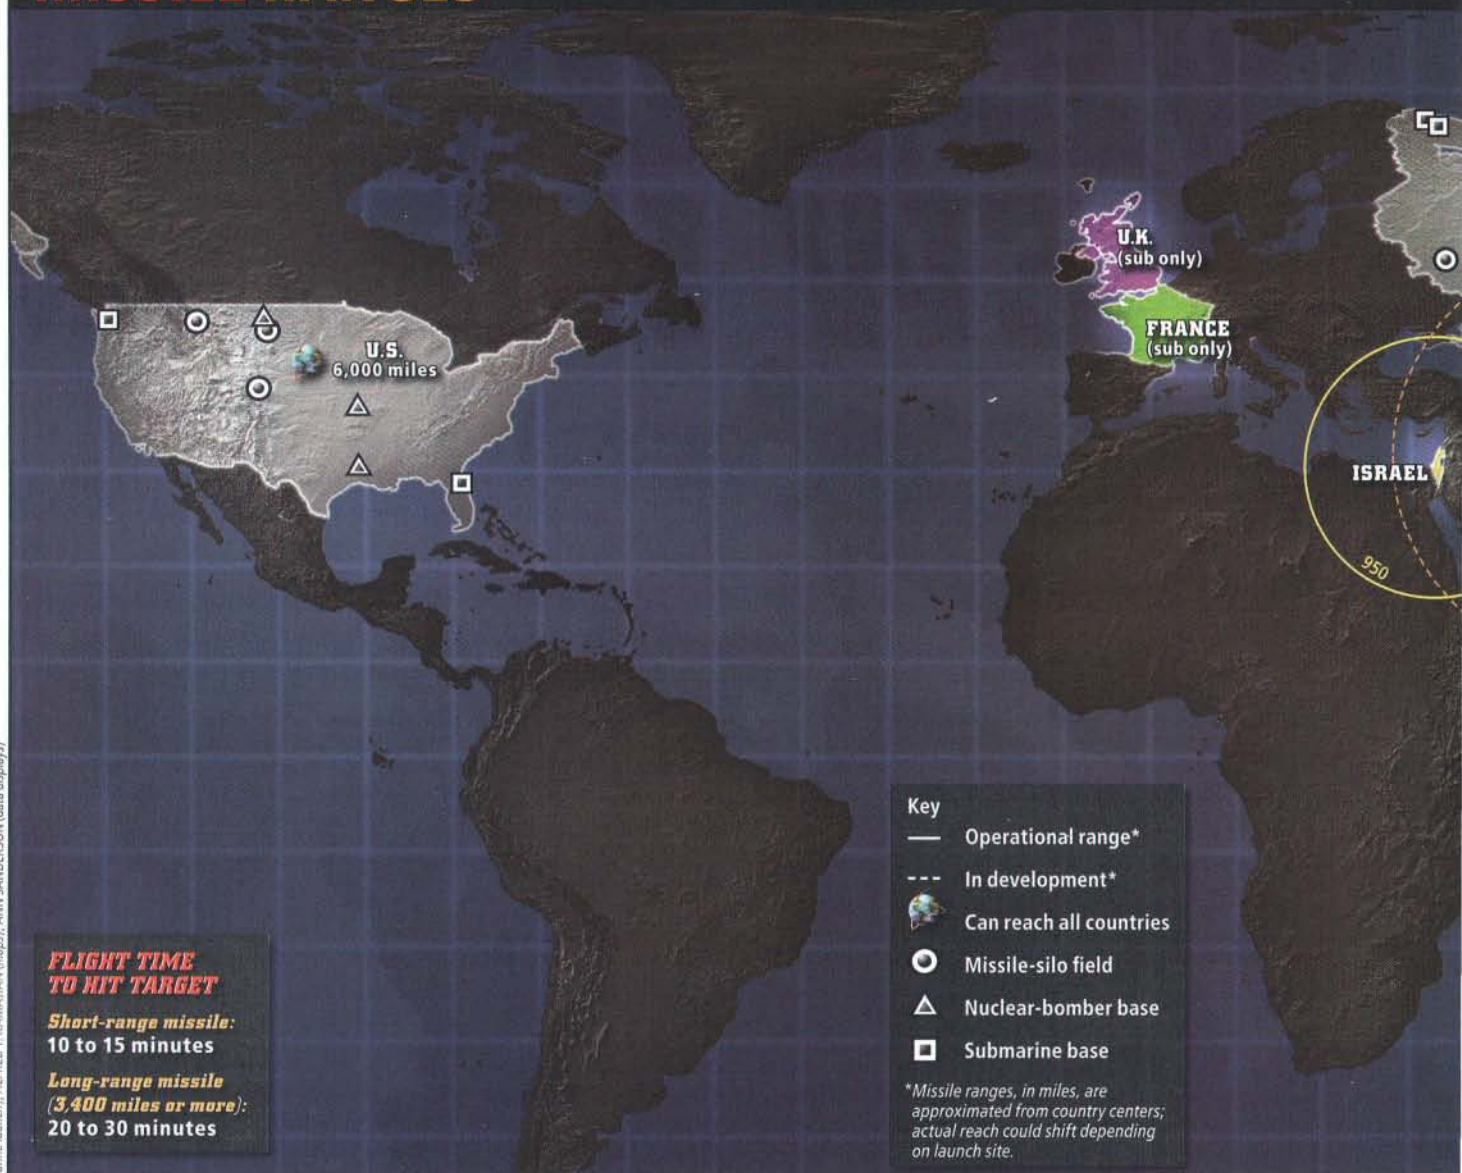 MISSILE RANGES
U.K.
(sub only)
FRANCE
(sub only)
U.S.
6,000 miles
ISRAEL
950
Key
Operational range*
In development*
Can reach all countries
Missile-silo field
Nuclear-bomber base
Submarine base
*Missile ranges, in miles, are
approximated from country centers;
actual reach could shift depending
on launch site.
FLIGHT TIME
TO HIT TARGET
Short-range missile:
10 to 15 minutes
Long-range missile
(3,400 miles or more):
20 to 30 minutes